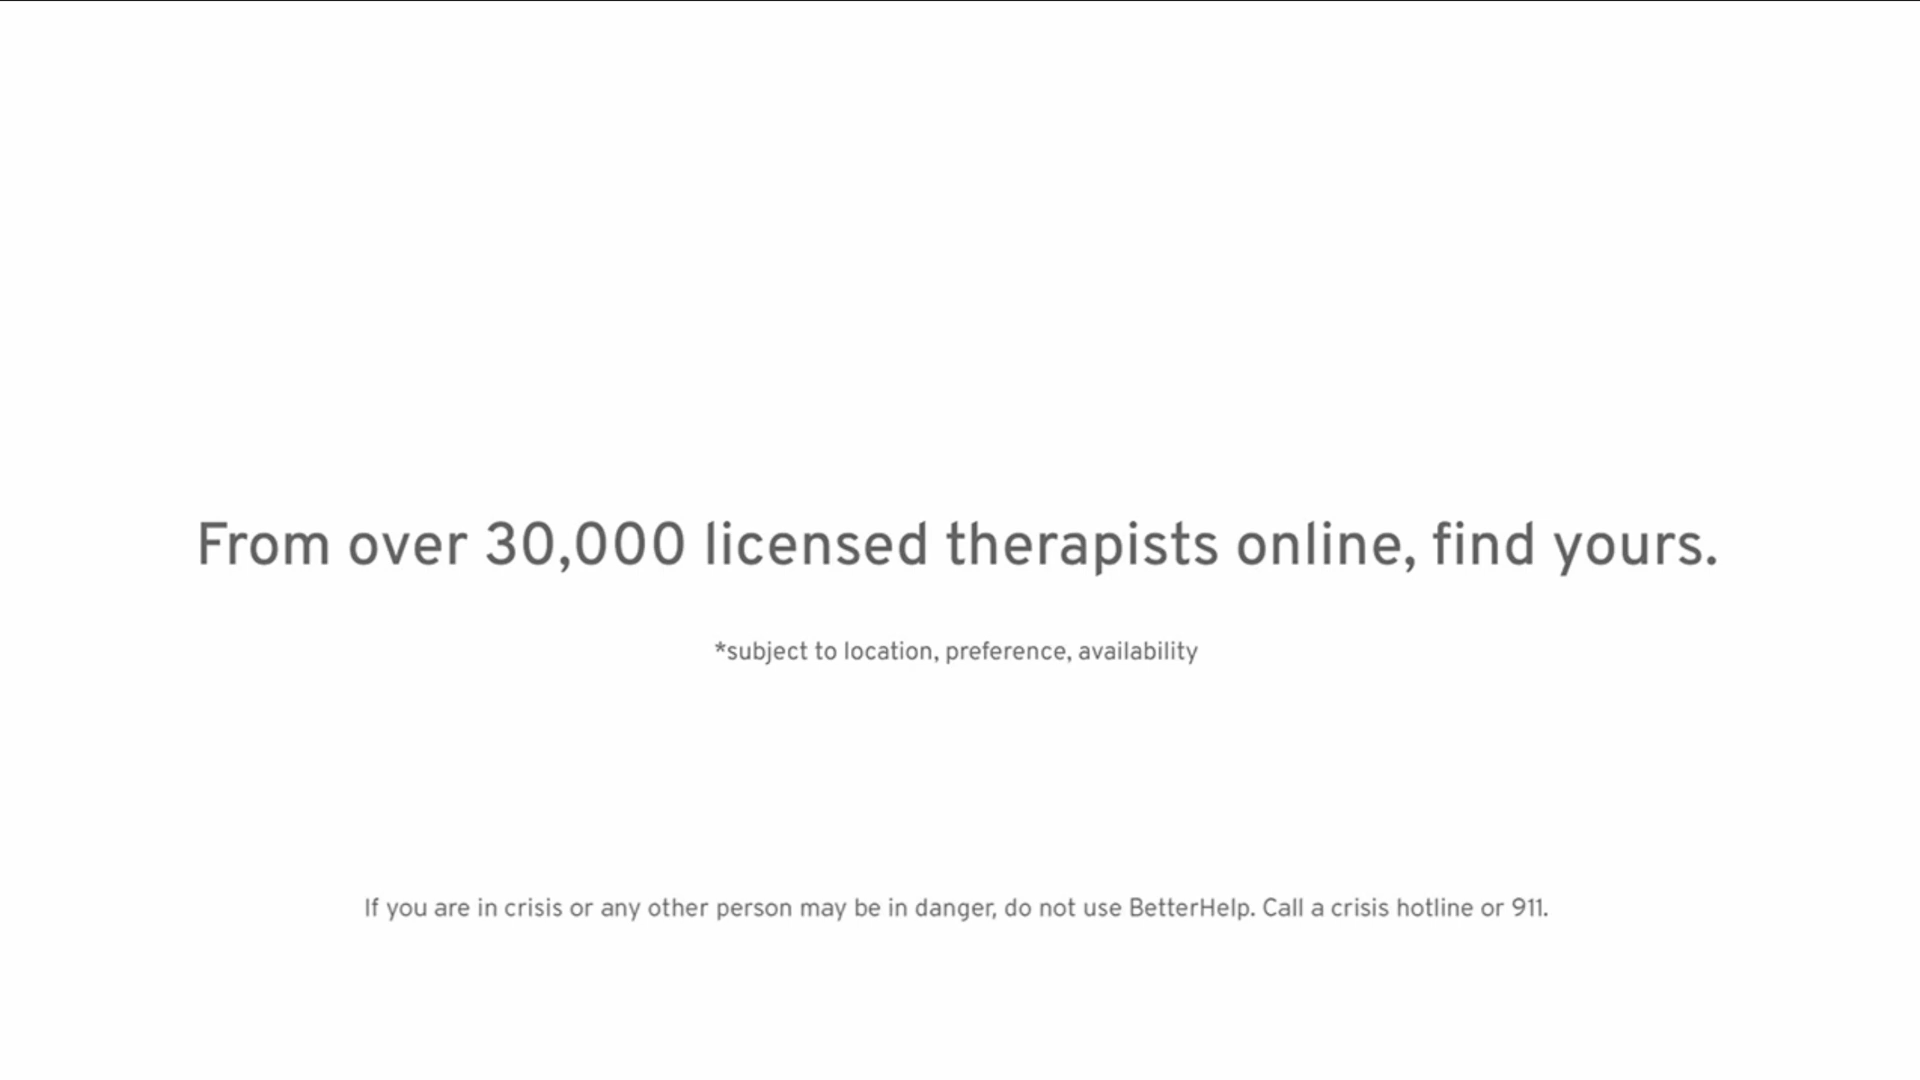 From over 30,000 licensed therapists online, find yours.
*subject to location, preference, availability
If you are in crisis or any other person may be in danger, do not use BetterHelp. Call a crisis hotline or 911.